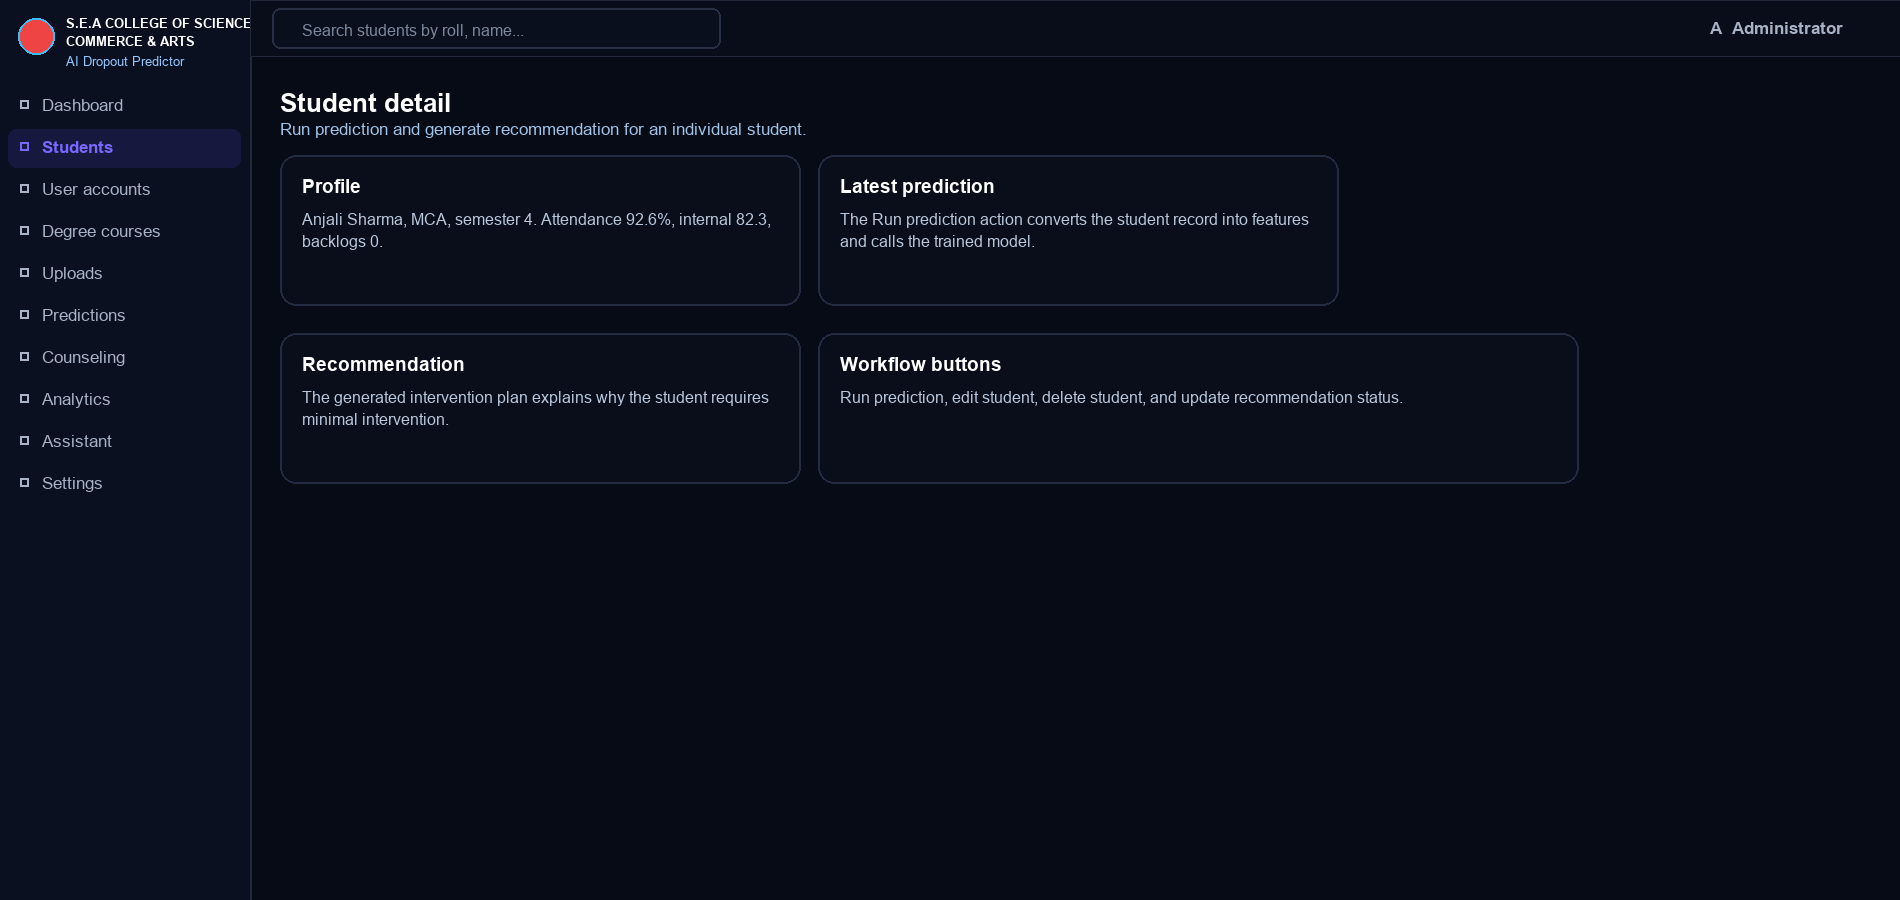 S.E.A COLLEGE OF SCIENCE
COMMERCE & ARTS
AI Dropout Predictor
Dashboard
Students
User accounts
Degree courses
Uploads
Predictions
Counseling
Analytics
Assistant
Settings
Search students by roll, name...
A Administrator
Student detail
Run prediction and generate recommendation for an individual student.
Profile
Anjali Sharma, MCA, semester 4. Attendance 92.6%, internal 82.3,
backlogs 0.
Latest prediction
The Run prediction action converts the student record into features
and calls the trained model.
Recommendation
The generated intervention plan explains why the student requires
minimal intervention.
Workflow buttons
Run prediction, edit student, delete student, and update recommendation status.